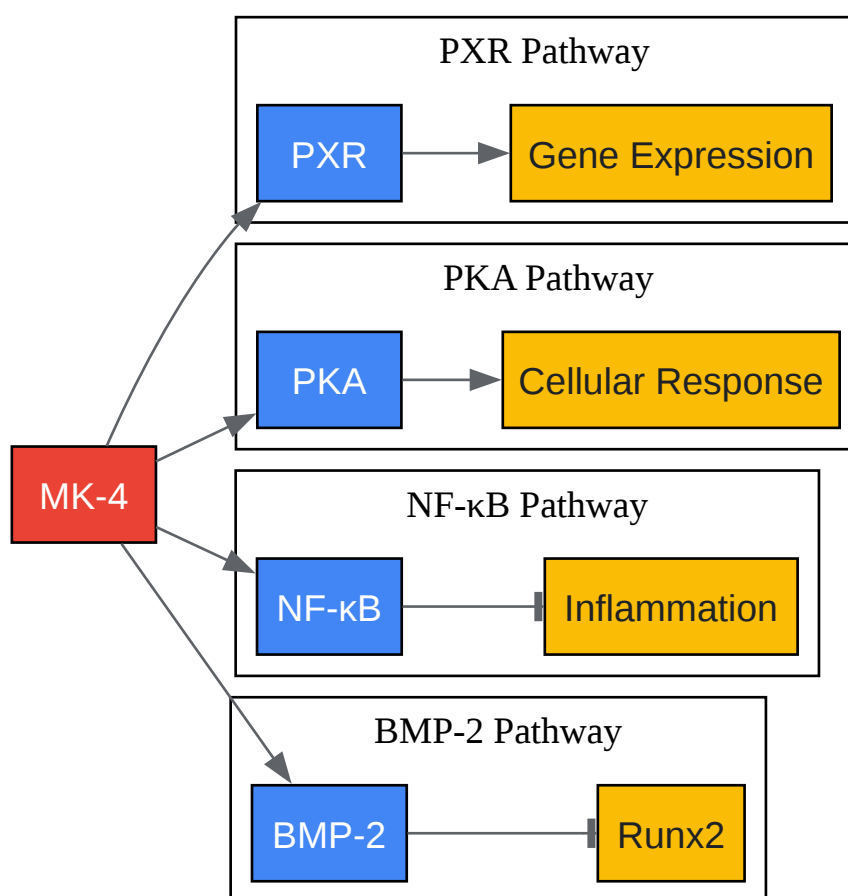 PXR Pathway
PXR
Gene Expression
PKA Pathway
PKA
Cellular Response
MK-4
NF-κB Pathway
NF-κB
Inflammation
BMP-2 Pathway
BMP-2
Runx2